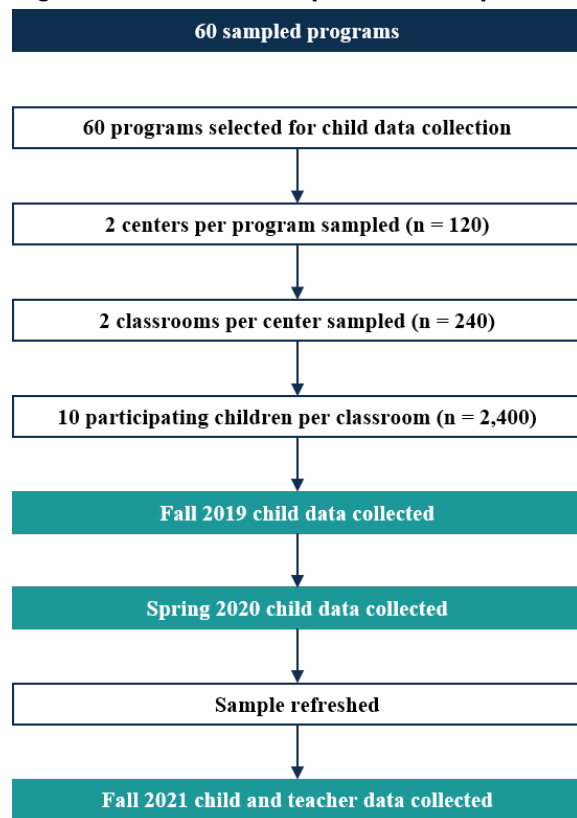 60 sampled programs
60 programs selected for child data collection
2 centers per program sampled (n = 120)
2 classrooms per center sampled (n = 240)
10 participating children per classroom (n = 2,400)
Fall 2019 child data collected
Spring 2020 child data collected
Sample refreshed
Fall 2021 child and teacher data collected